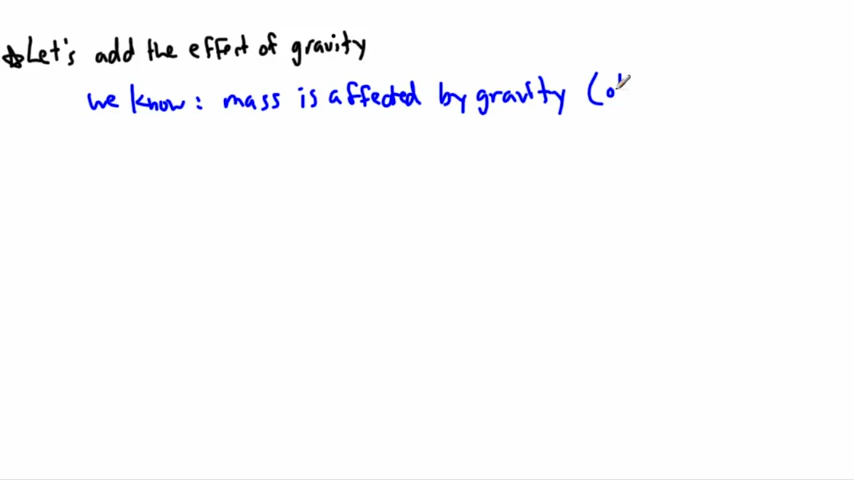 ☆Let's add the effect of gravity
we know: mass is affected by gravity (